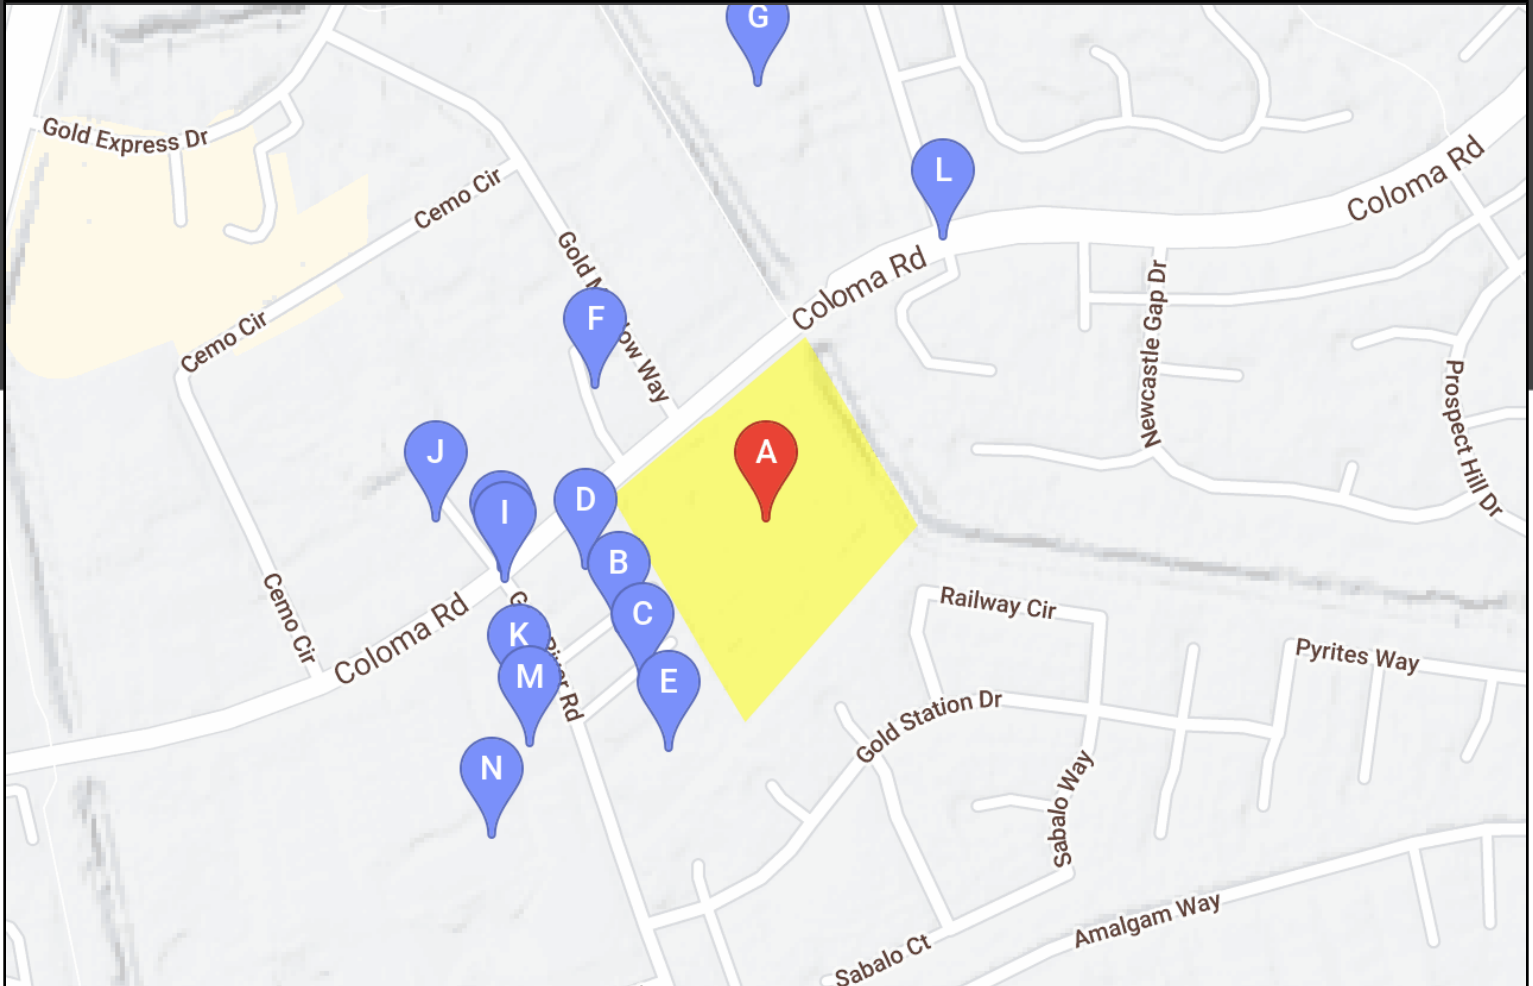 G
Gold Express Dr
L
Coloma Rd
Cemo Cir
Gold M
ow Way
Coloma Rd
F
Cemo Cir
Newcastle Gap Dr
Prospect Hill Dr
J
A
I
D
B
C
Cemo Cir
Coloma Rd
G
River Rd
K
M
E
N
Railway Cir
Pyrites Way
Gold Station Dr
Sabalo Way
Amalgam Way
Sabalo Ct